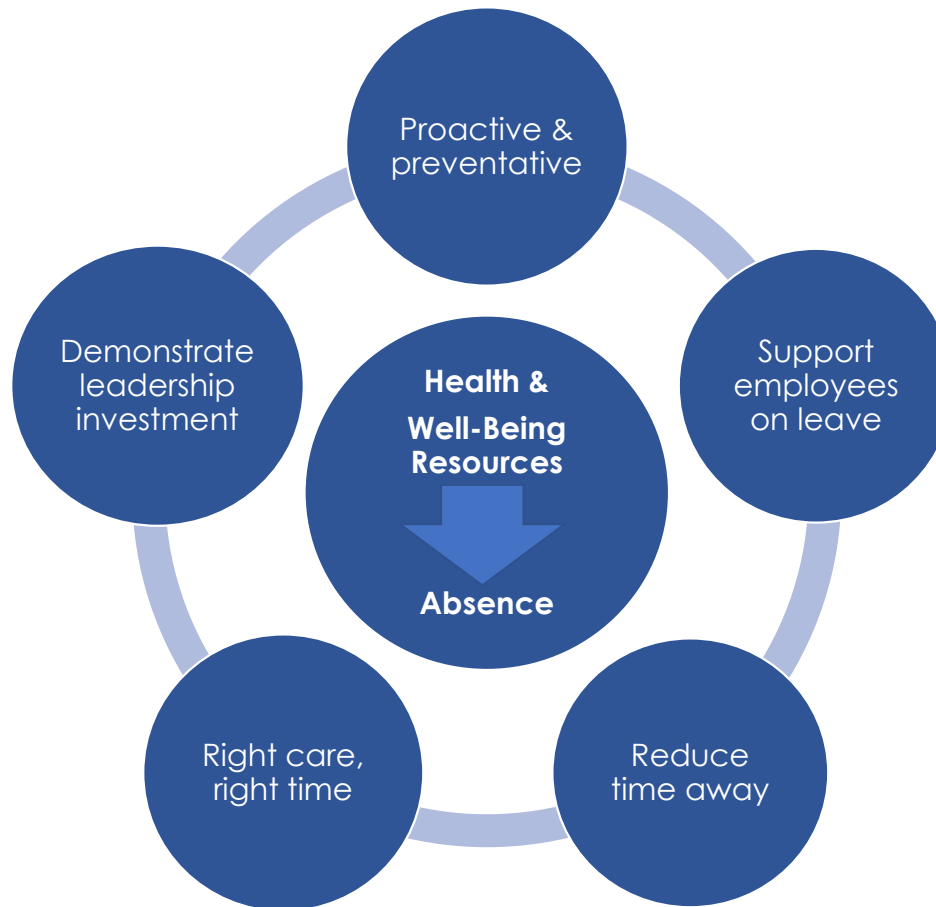 Proactive &
preventative
Demonstrate
leadership
investment
Support
employees
on leave
Health &
Well-Being
Resources
Absence
Right care,
right time
Reduce
time away